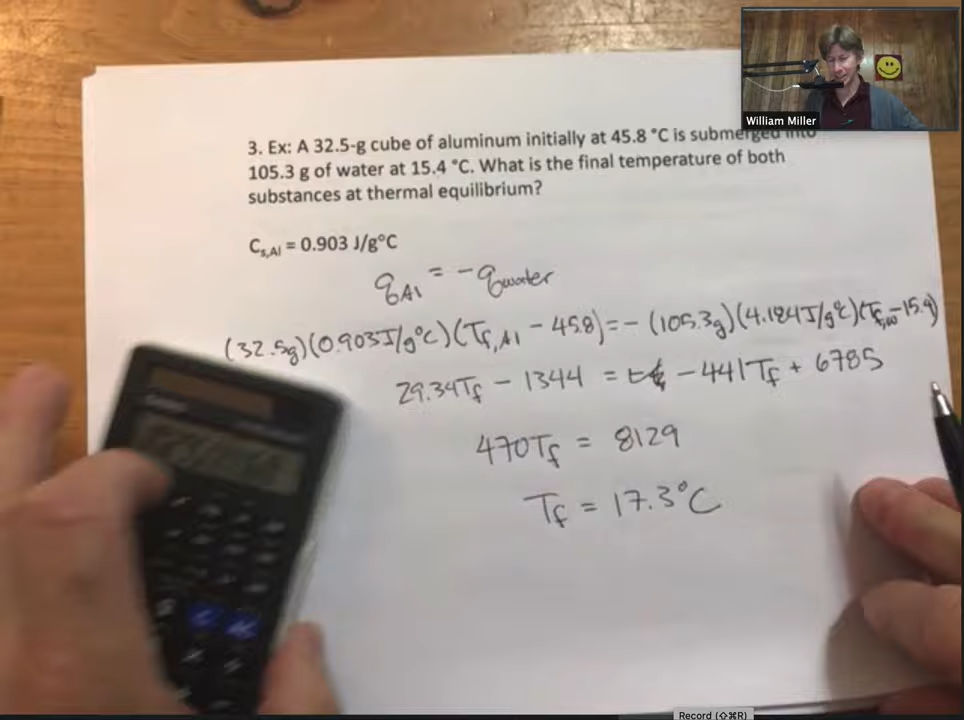 William Miller
3. Ex: A 32.5-g cube of aluminum initially at 45.8 °C is submerged into
105.3 g of water at 15.4 °C. What is the final temperature of both
substances at thermal equilibrium?
Cs,Al = 0.903 J/g°C
qAl = -qwater
(32.5g)(0.903J/g°C)(Tf,Al - 45.8) = - (105.3g)(4.184J/g°C)(Tf,w - 15.4)
29.34Tf - 1344 = - 441Tf + 6785
470Tf = 8129
Tf = 17.3°C
Record (⇧⌘R)